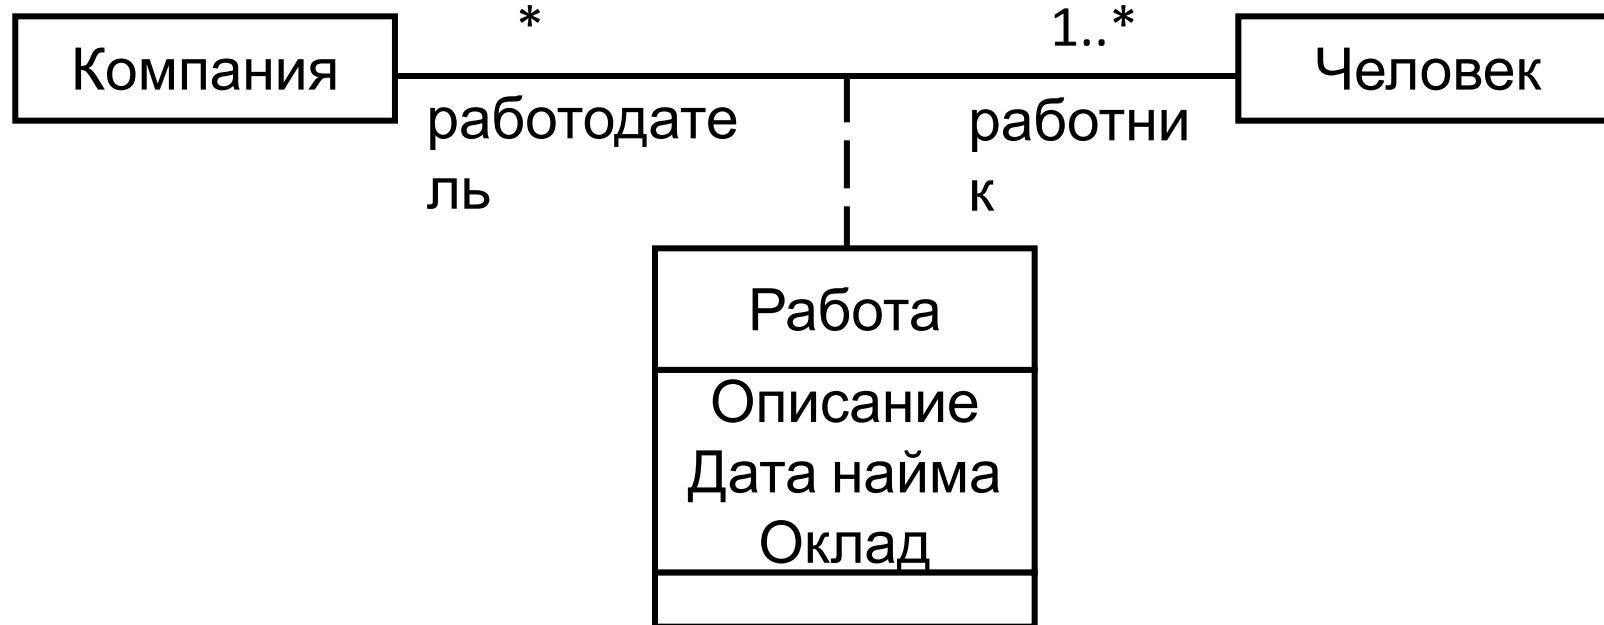 *
1..*
Компания
Человек
работодате
ль
работни
к
Работа
Описание
Дата найма
Оклад